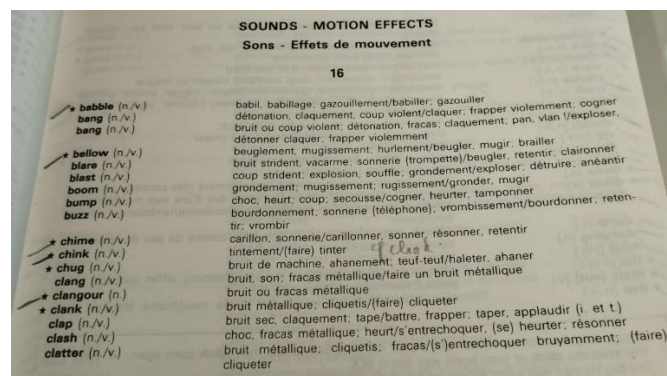 SOUNDS - MOTION EFFECTS
Sons - Effets de mouvement
16
★ babble (n./v.) babil, babillage; gazouillement/babiller; gazouiller
bang (n./v.) détonation, claquement, coup violent/claquer; frapper violemment; cogner
bang (n./v.) bruit ou coup violent; détonation, fracas; claquement; pan, vlan !/exploser,
détonner claquer; frapper violemment
★ bellow (n./v.) beuglement, mugissement; hurlement/beugler, mugir; brailler
blare (n./v.) bruit strident, vacarme; sonnerie (trompette)/beugler, retentir; claironner
blast (n./v.) coup strident; explosion, souffle; grondement/exploser; détruire; anéantir
boom (n./v.) grondement; mugissement; rugissement/gronder, mugir
bump (n./v.) choc, heurt; coup; secousse/cogner, heurter, tamponner
buzz (n./v.) bourdonnement; sonnerie (téléphone); vrombissement/bourdonner, reten-
tir; vrombir
★ chime (n./v.) carillon, sonnerie/carillonner, sonner, résonner, retentir
★ chink (n./v.) tintement/(faire) tinter
★ chug (n./v.) bruit de machine, ahanement; teuf-teuf/haleter, ahaner
clang (n./v.) bruit, son; fracas métallique/faire un bruit métallique
★ clangour (n.) bruit ou fracas métallique
★ clank (n./v.) bruit métallique; cliquetis/(faire) cliqueter
clap (n./v.) bruit sec, claquement; tape/battre, frapper; taper, applaudir (i. et t.)
clash (n./v.) choc, fracas métallique; heurt/s'entrechoquer, (se) heurter; résonner
clatter (n./v.) bruit métallique; cliquetis; fracas/(s')entrechoquer bruyamment; (faire)
cliqueter